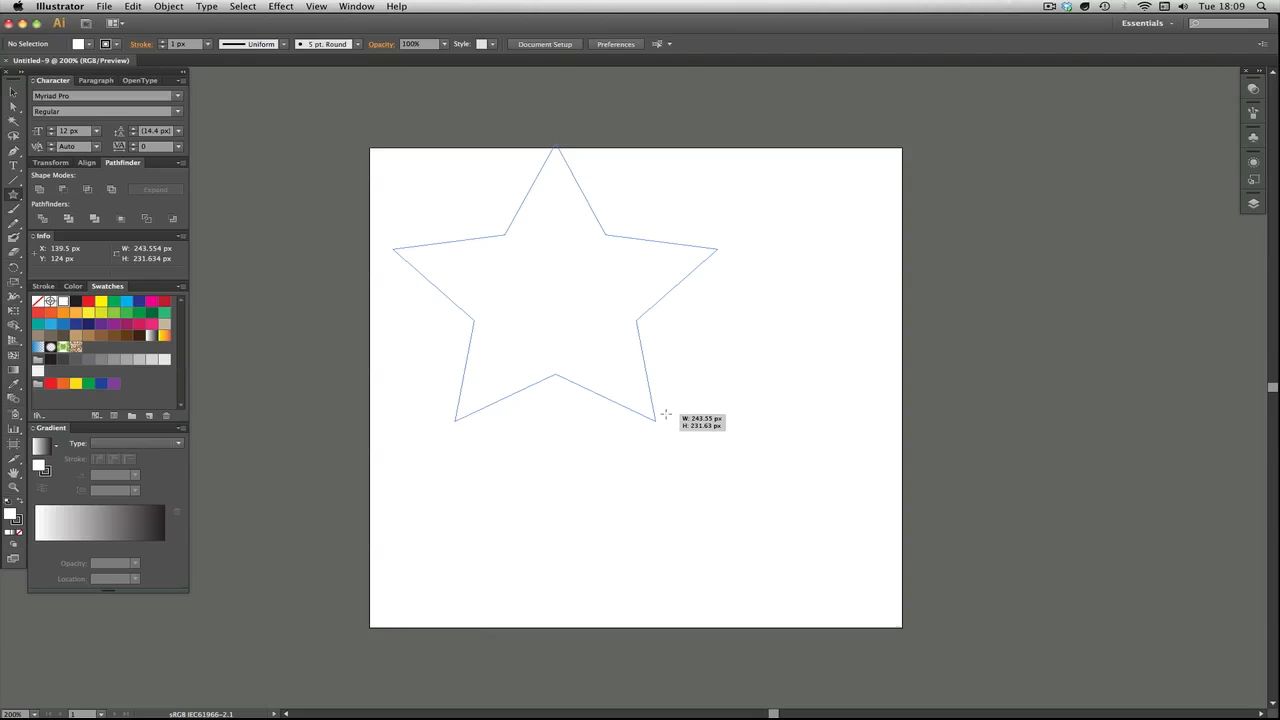 Illustrator File Edit Object Type Select Effect View Window Help Tue 18:09
Ai Essentials
No Selection Stroke: 1 px Uniform 5 pt. Round Opacity: 100% Style: Document Setup Preferences
Untitled-9 @ 200% (RGB/Preview)
Character Paragraph OpenType
Myriad Pro
Regular
12 px (14.4 px)
Auto 0
Transform Align Pathfinder
Shape Modes:
Expand
Pathfinders:
Info
X: 139.5 px W: 243.554 px
Y: 124 px H: 231.634 px
Stroke Color Swatches
Gradient
Type:
Stroke:
Opacity:
Location:
W: 243.55 px
H: 231.63 px
200% 1 sRGB IEC61966-2.1